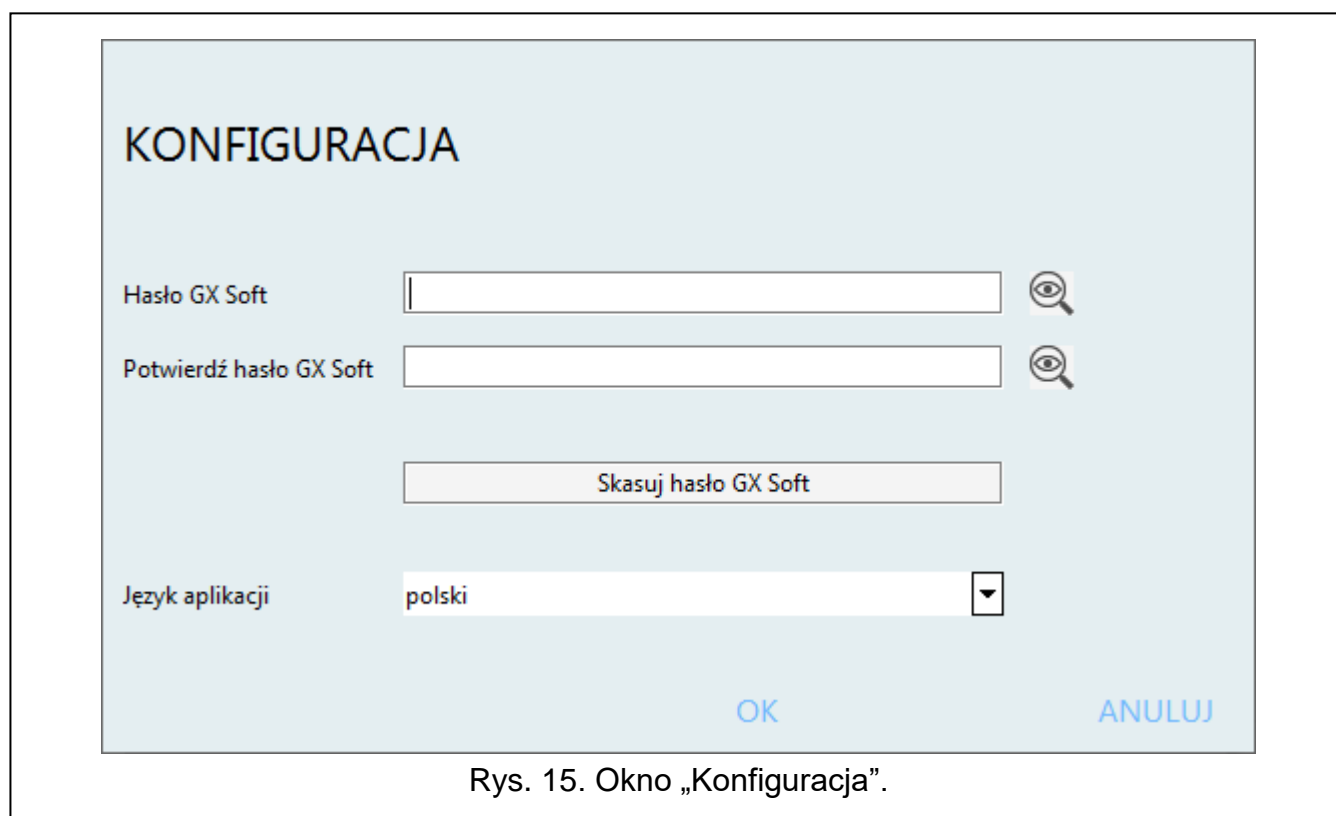 KONFIGURACJA
Hasło GX Soft
Potwierdź hasło GX Soft
Skasuj hasło GX Soft
Język aplikacji polski
OK ANULUJ
Rys. 15. Okno „Konfiguracja”.